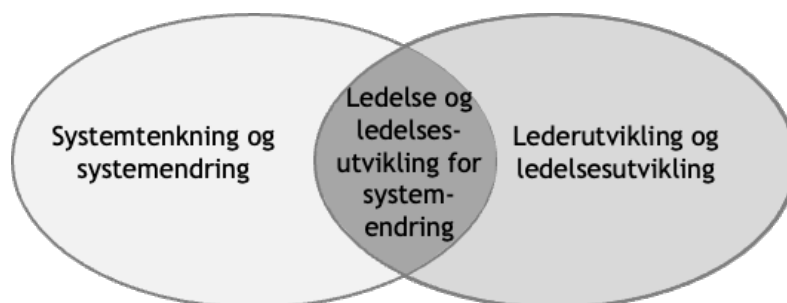 Systemtenkning og
systemendring
Ledelse og
ledelses-
utvikling for
system-
endring
Lederutvikling og
ledelsesutvikling